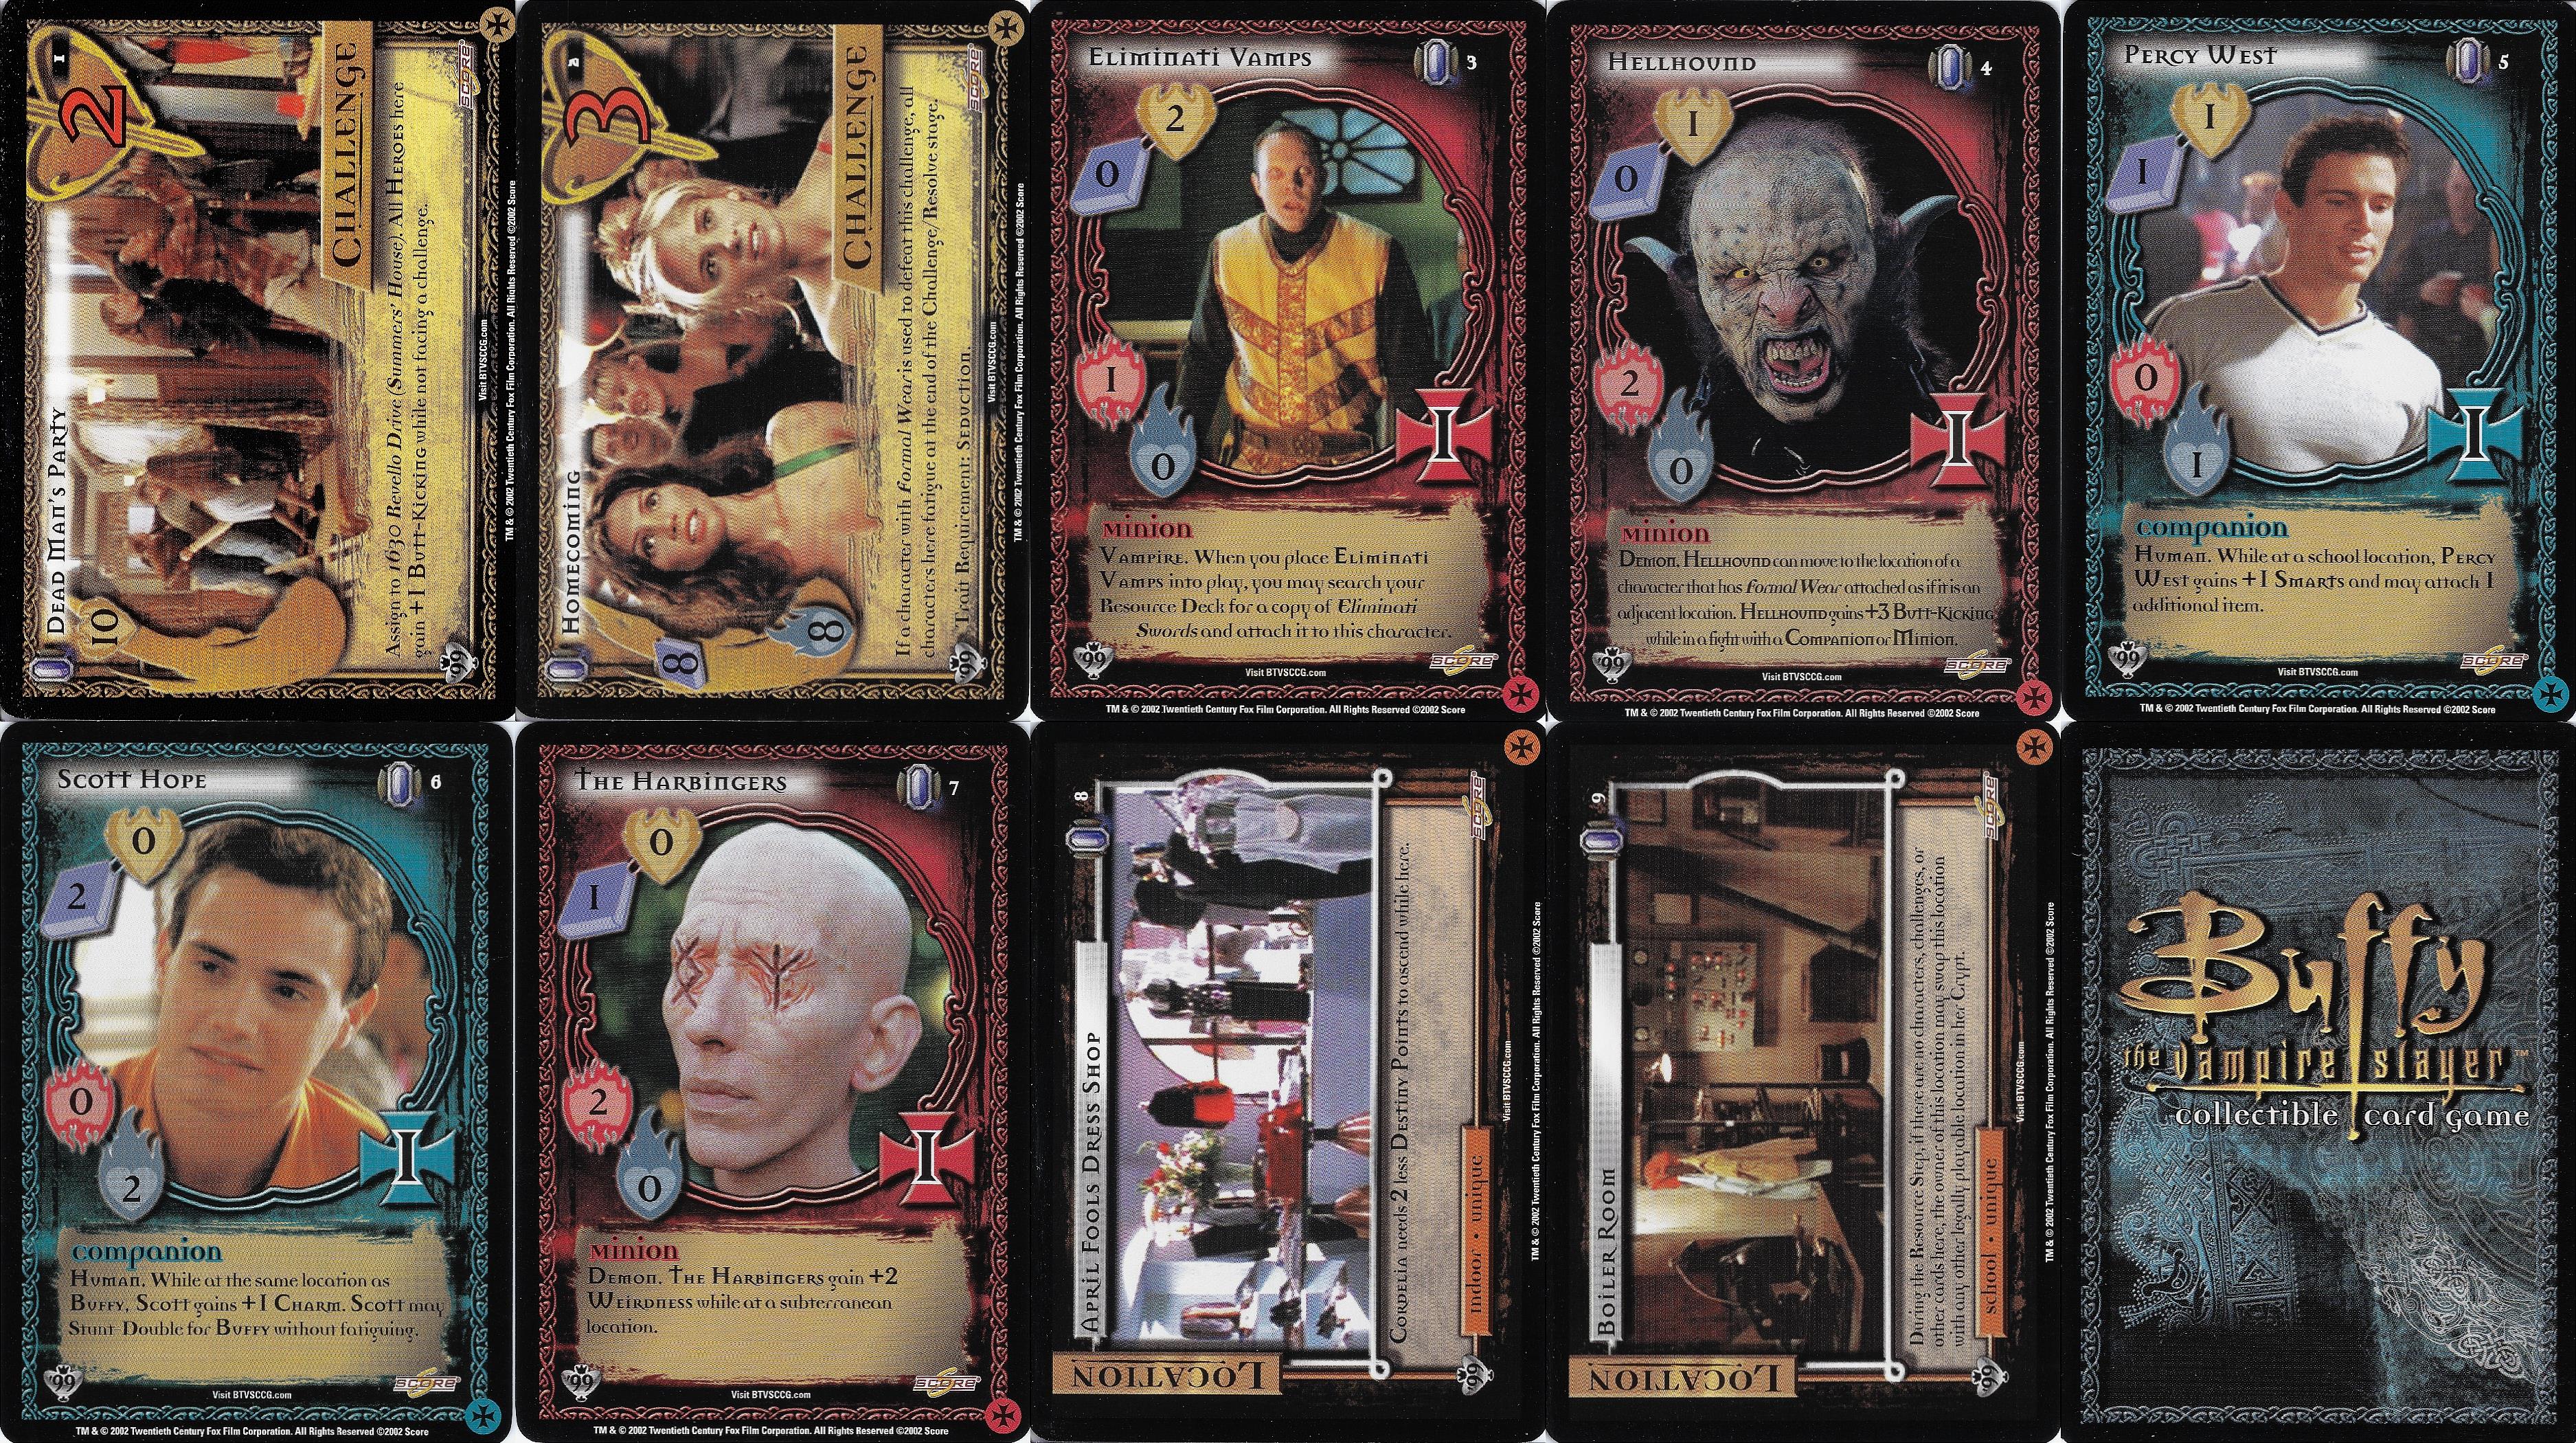 DEAD MAN'S PARTY
1
2
10
CHALLENGE
Assign to 1630 Revello Drive (Summers' House). All HEROES here
gain +1 BUTT-KICKING while not facing a challenge.
'99
SCORE
Visit BTVSCCG.com
TM & © 2002 Twentieth Century Fox Film Corporation. All Rights Reserved ©2002 Score
HOMECOMING
2
3
8
8
CHALLENGE
If a character with Formal Wear is used to defeat this challenge, all
characters here fatigue at the end of the Challenge/Resolve stage.
Trait Requirement: SEDUCTION.
'99
SCORE
Visit BTVSCCG.com
TM & © 2002 Twentieth Century Fox Film Corporation. All Rights Reserved ©2002 Score
ELIMINATI VAMPS
3
2
0
1
0
1
MINION
VAMPIRE. When you place ELIMINATI
VAMPS into play, you may search your
Resource Deck for a copy of Eliminati
Swords and attach it to this character.
'99
SCORE
Visit BTVSCCG.com
TM & © 2002 Twentieth Century Fox Film Corporation. All Rights Reserved ©2002 Score
HELLHOUND
4
1
0
2
0
1
MINION
DEMON. HELLHOUND can move to the location of a
character that has Formal Wear attached as if it is an
adjacent location. HELLHOUND gains +3 BUTT-KICKING
while in a fight with a COMPANION or MINION.
'99
SCORE
Visit BTVSCCG.com
TM & © 2002 Twentieth Century Fox Film Corporation. All Rights Reserved ©2002 Score
PERCY WEST
5
1
1
0
1
1
companion
HUMAN. While at a school location, PERCY
WEST gains +1 SMARTS and may attach 1
additional item.
'99
SCORE
Visit BTVSCCG.com
TM & © 2002 Twentieth Century Fox Film Corporation. All Rights Reserved ©2002 Score
SCOTT HOPE
6
0
2
0
2
1
companion
HUMAN. While at the same location as
BUFFY, SCOTT gains +1 CHARM. SCOTT may
Stunt Double for BUFFY without fatiguing.
'99
SCORE
Visit BTVSCCG.com
TM & © 2002 Twentieth Century Fox Film Corporation. All Rights Reserved ©2002 Score
THE HARBINGERS
7
0
1
2
0
1
MINION
DEMON. THE HARBINGERS gain +2
WEIRDNESS while at a subterranean
location.
'99
SCORE
Visit BTVSCCG.com
TM & © 2002 Twentieth Century Fox Film Corporation. All Rights Reserved ©2002 Score
LOCATION
APRIL FOOLS DRESS SHOP
8
CORDELIA needs 2 less DESTINY POINTS to ascend while here.
indoor • unique
'99
SCORE
Visit BTVSCCG.com
TM & © 2002 Twentieth Century Fox Film Corporation. All Rights Reserved ©2002 Score
LOCATION
BOILER ROOM
9
During the Resource Step, if there are no characters, challenges, or
other cards here, the owner of this location may swap this location
with any other legally playable location in her Crypt.
school • unique
'99
SCORE
Visit BTVSCCG.com
TM & © 2002 Twentieth Century Fox Film Corporation. All Rights Reserved ©2002 Score
Buffy
the vampire slayer™
collectible card game